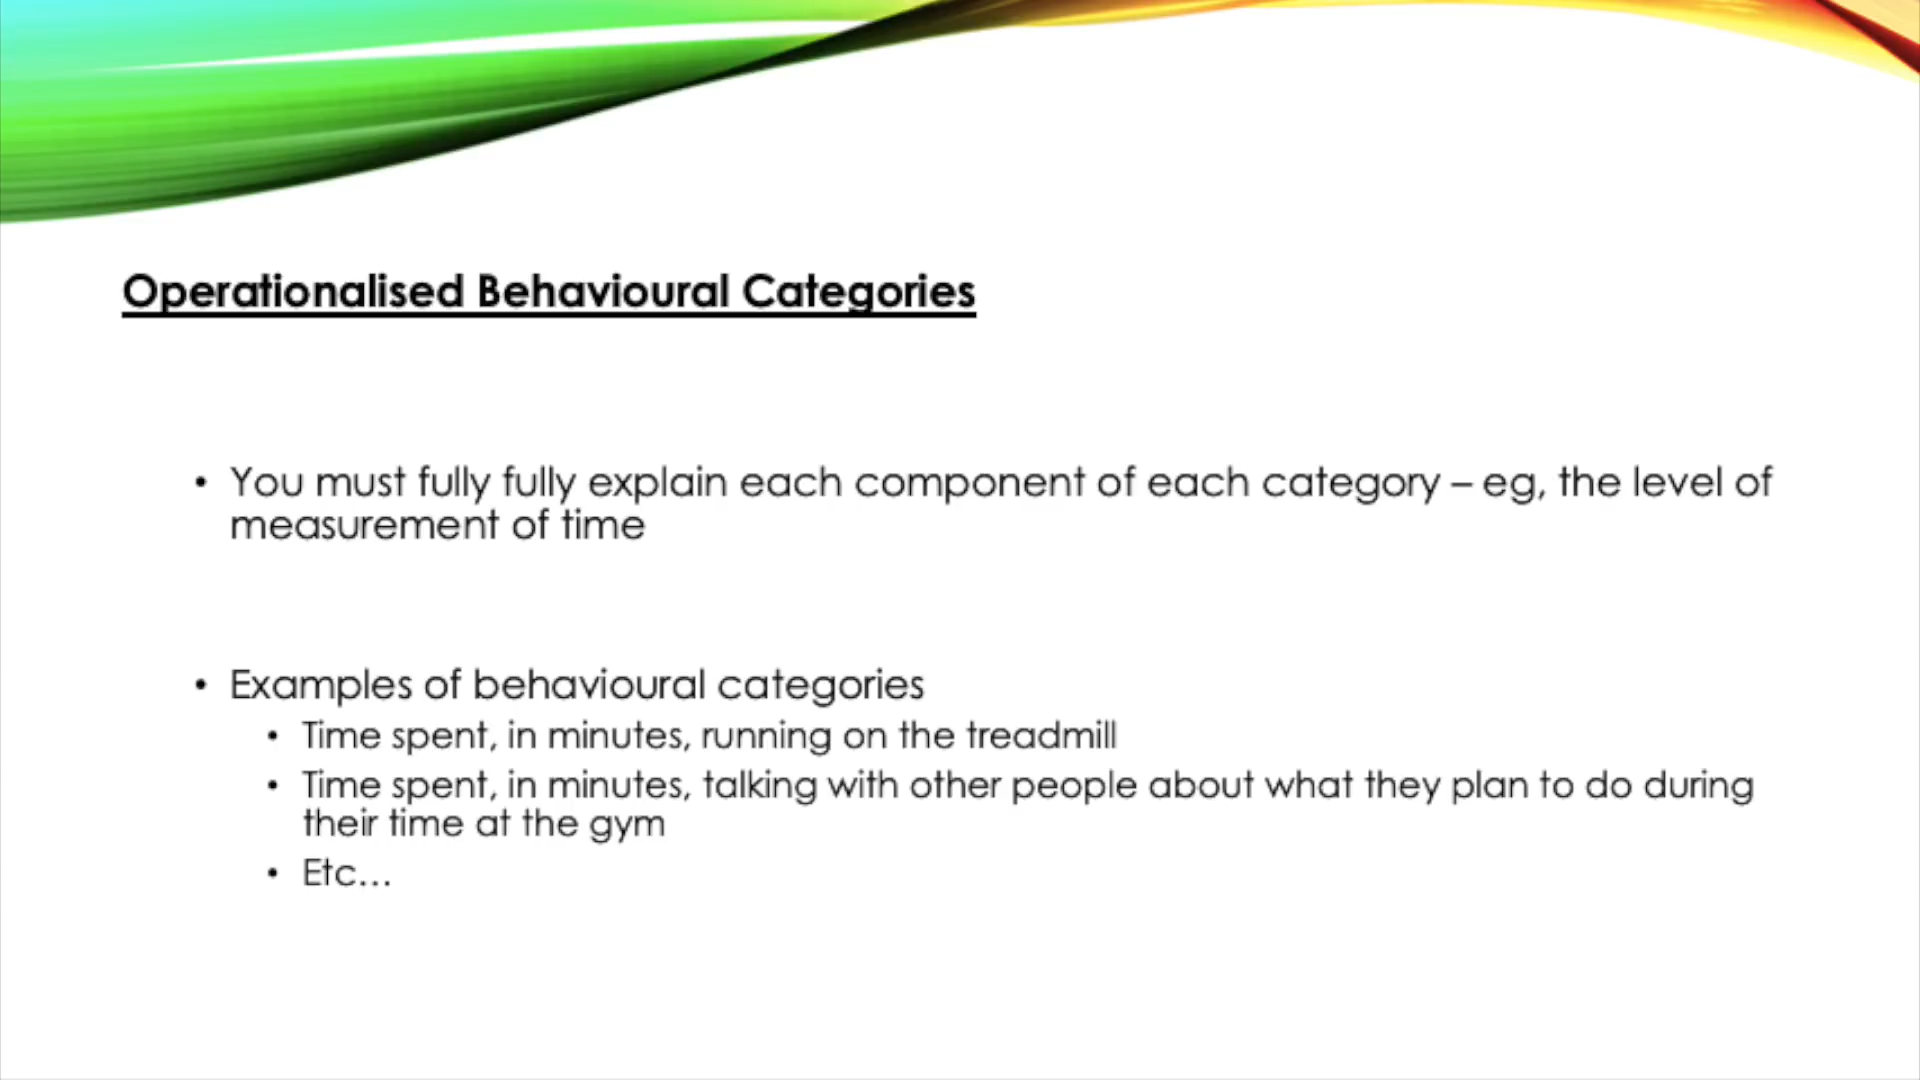 Operationalised Behavioural Categories
• You must fully fully explain each component of each category – eg, the level of
measurement of time
• Examples of behavioural categories
• Time spent, in minutes, running on the treadmill
• Time spent, in minutes, talking with other people about what they plan to do during
their time at the gym
• Etc...